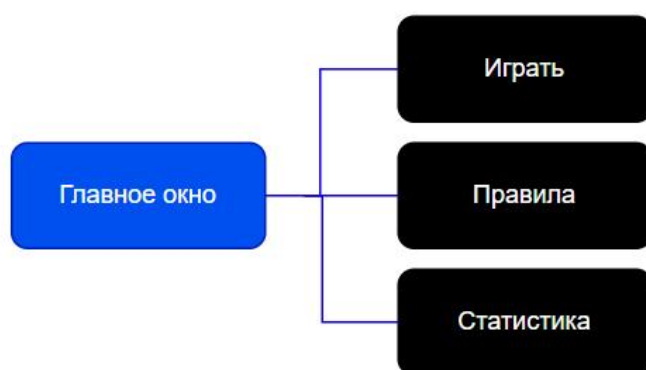 Играть
Главное окно
Правила
Статистика